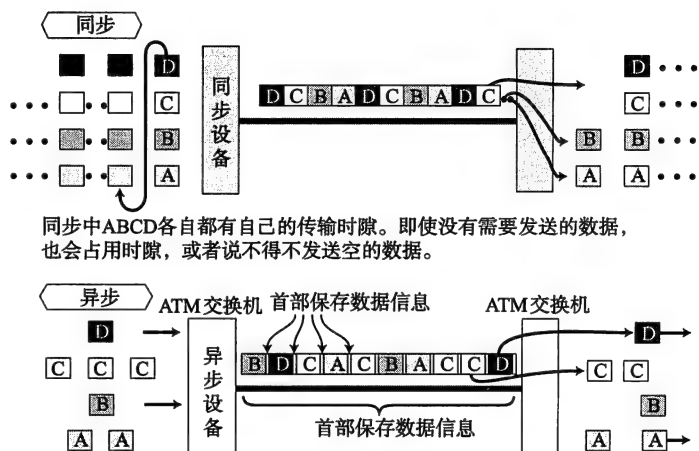 同步
D
C
B
A
同步设备
D C B A D C B A D C
D
C
B B
A A
同步中ABCD各自都有自己的传输时隙。即使没有需要发送的数据，
也会占用时隙，或者说不得不发送空的数据。
异步
ATM交换机
首部保存数据信息
ATM交换机
D
C C C
B
A A
异步设备
B D C A C B A C C D
首部保存数据信息
D
C C
B
A A